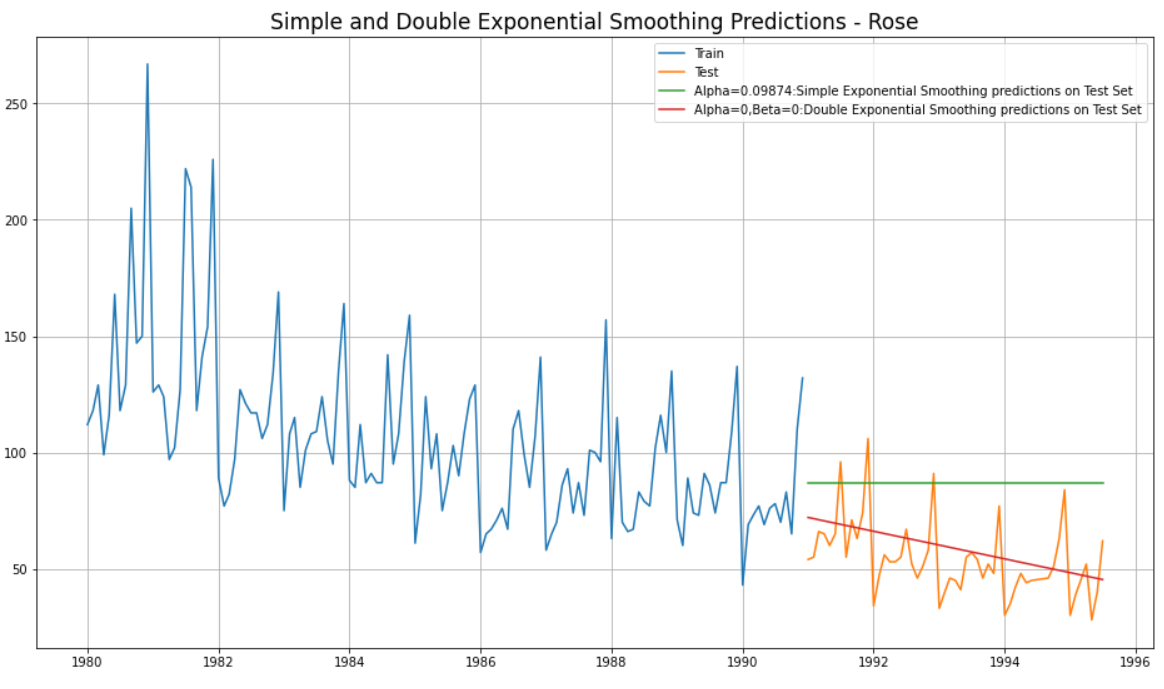 Simple and Double Exponential Smoothing Predictions - Rose
Train
Test
Alpha=0.09874:Simple Exponential Smoothing predictions on Test Set
Alpha=0,Beta=0:Double Exponential Smoothing predictions on Test Set
250
200
150
100
50
1980 1982 1984 1986 1988 1990 1992 1994 1996